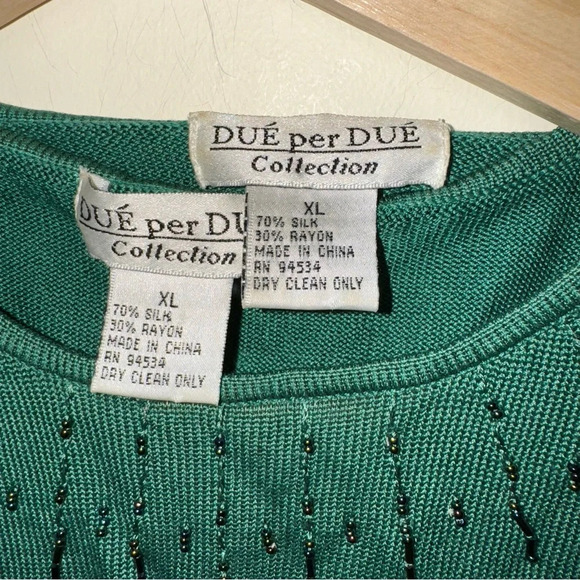 DUÉ per DUÉ
Collection
XL
70% SILK
30% RAYON
MADE IN CHINA
RN 94534
DRY CLEAN ONLY
DUÉ per DU
Collection
XL
70% SILK
30% RAYON
MADE IN CHINA
RN 94534
DRY CLEAN ONLY